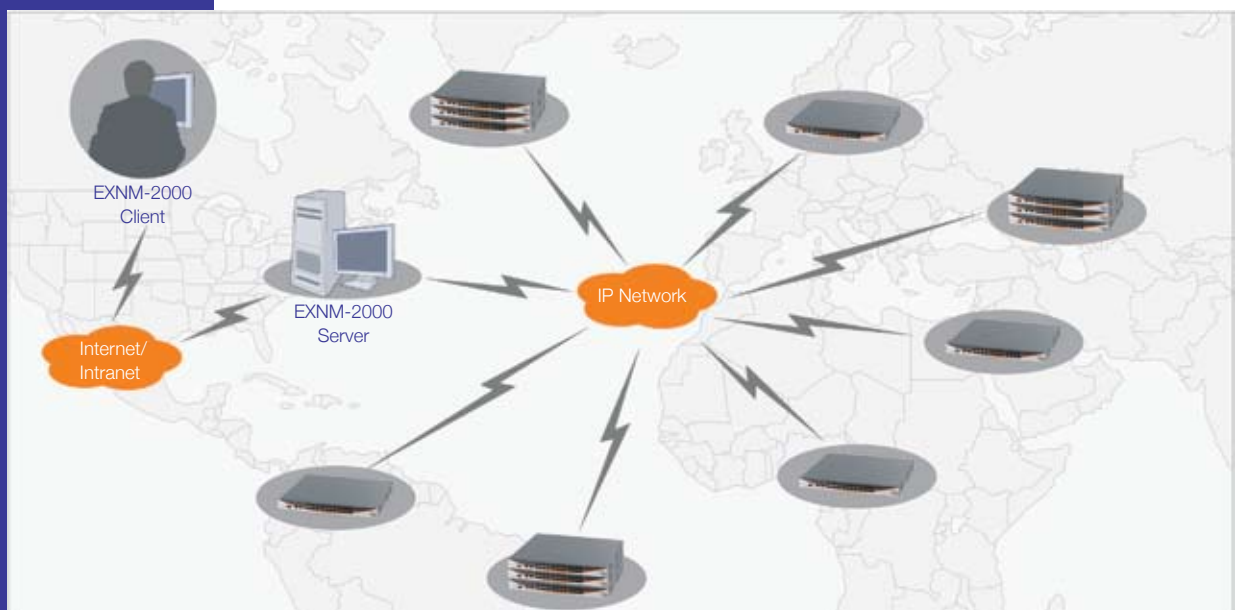 EXNM-2000
Client
EXNM-2000
Server
IP Network
Internet/
Intranet